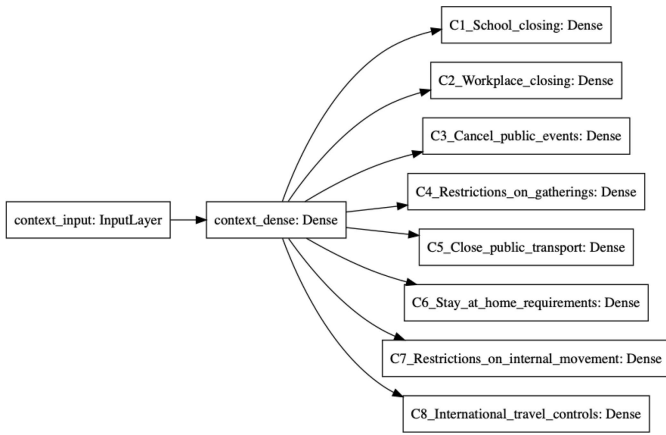 C1_School_closing: Dense
C2_Workplace_closing: Dense
C3_Cancel_public_events: Dense
context_input: InputLayer
context_dense: Dense
C4_Restrictions_on_gatherings: Dense
C5_Close_public_transport: Dense
C6_Stay_at_home_requirements: Dense
C7_Restrictions_on_internal_movement: Dense
C8_International_travel_controls: Dense